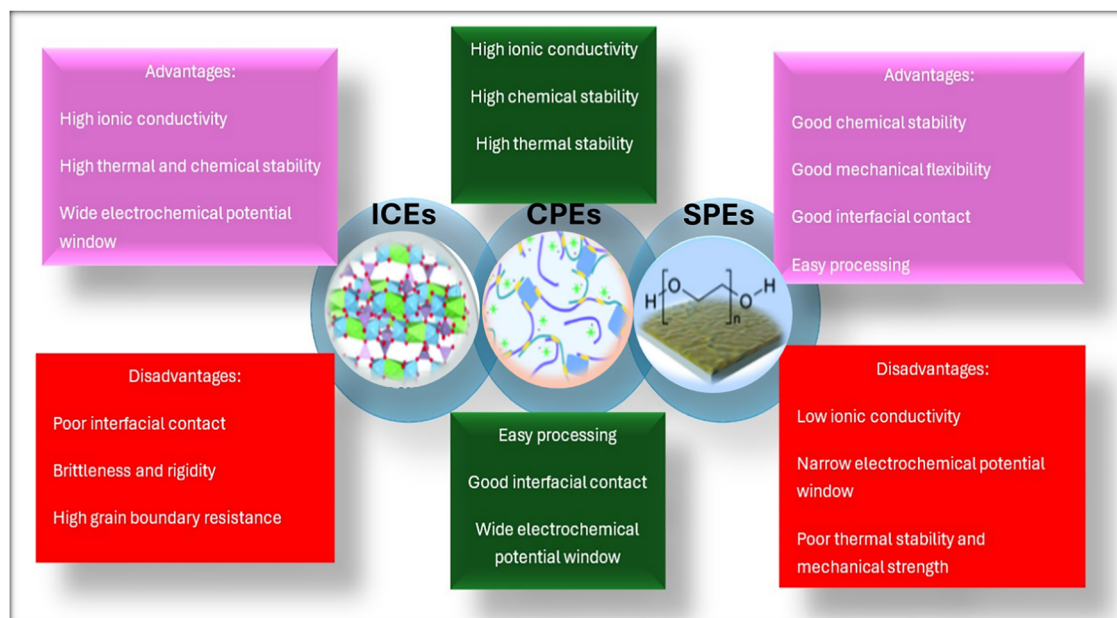 Advantages:
High ionic conductivity
High thermal and chemical stability
Wide electrochemical potential
window
High ionic conductivity
High chemical stability
High thermal stability
Advantages:
Good chemical stability
Good mechanical flexibility
Good interfacial contact
Easy processing
ICEs
CPEs
SPEs
H[O O]n H
Disadvantages:
Poor interfacial contact
Brittleness and rigidity
High grain boundary resistance
Easy processing
Good interfacial contact
Wide electrochemical
potential window
Disadvantages:
Low ionic conductivity
Narrow electrochemical potential
window
Poor thermal stability and
mechanical strength